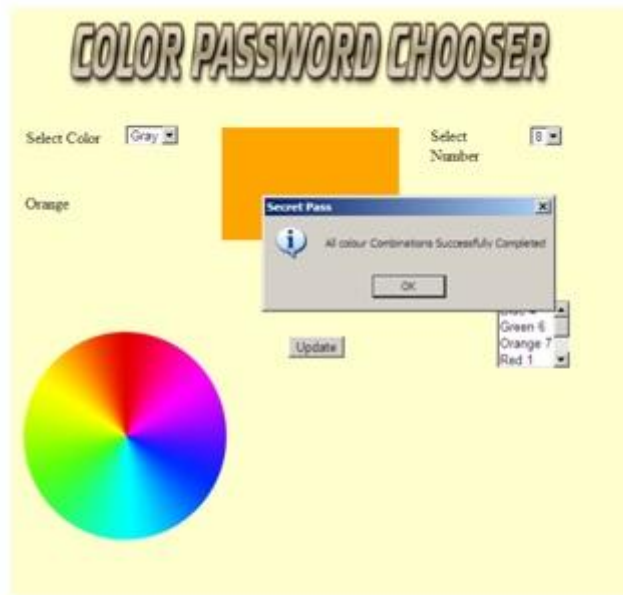 COLOR PASSWORD CHOOSER
Select Color
Gray
Select
Number
8
Orange
Secret Pass
All colour Combinations Successfully Completed
OK
Green 6
Orange 7
Red 1
Update